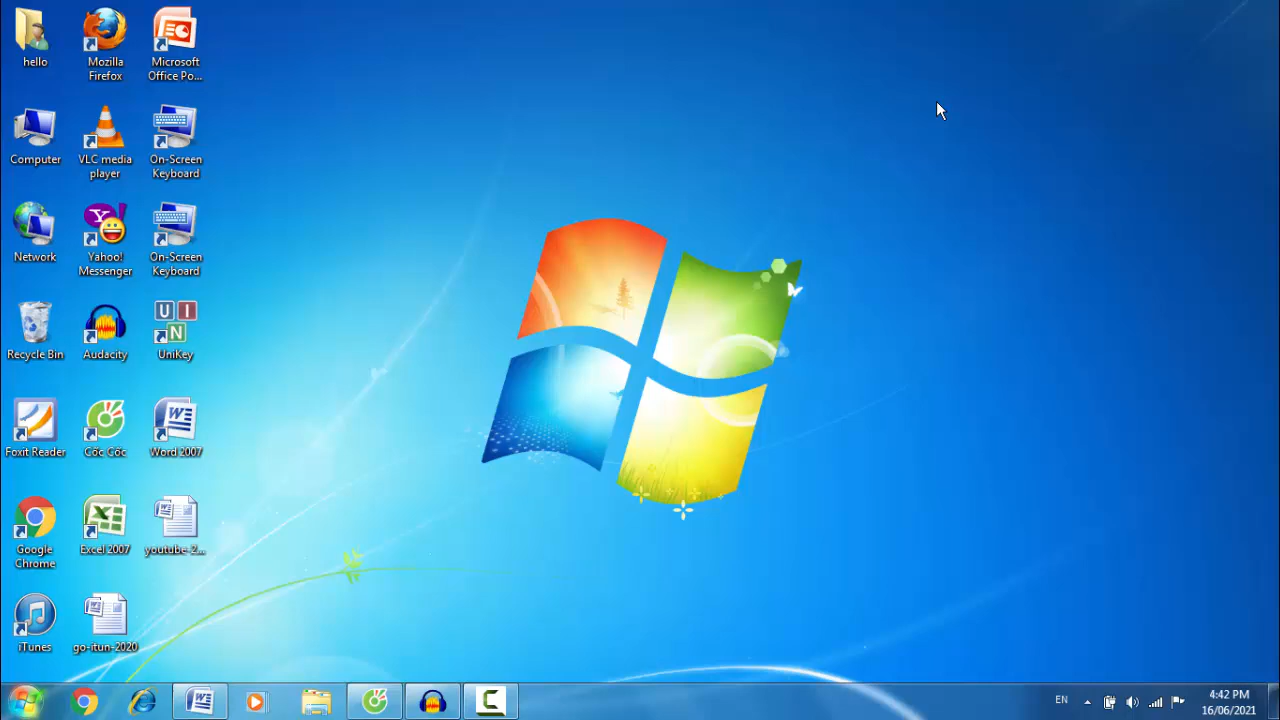 hello
Mozilla
Firefox
Microsoft
Office Po...
Computer
VLC media
player
On-Screen
Keyboard
Network
Yahoo!
Messenger
On-Screen
Keyboard
Recycle Bin
Audacity
U I
N
UniKey
Foxit Reader
Cốc Cốc
Word 2007
Google
Chrome
Excel 2007
youtube-2...
iTunes
go-itun-2020
EN
4:42 PM
16/06/2021